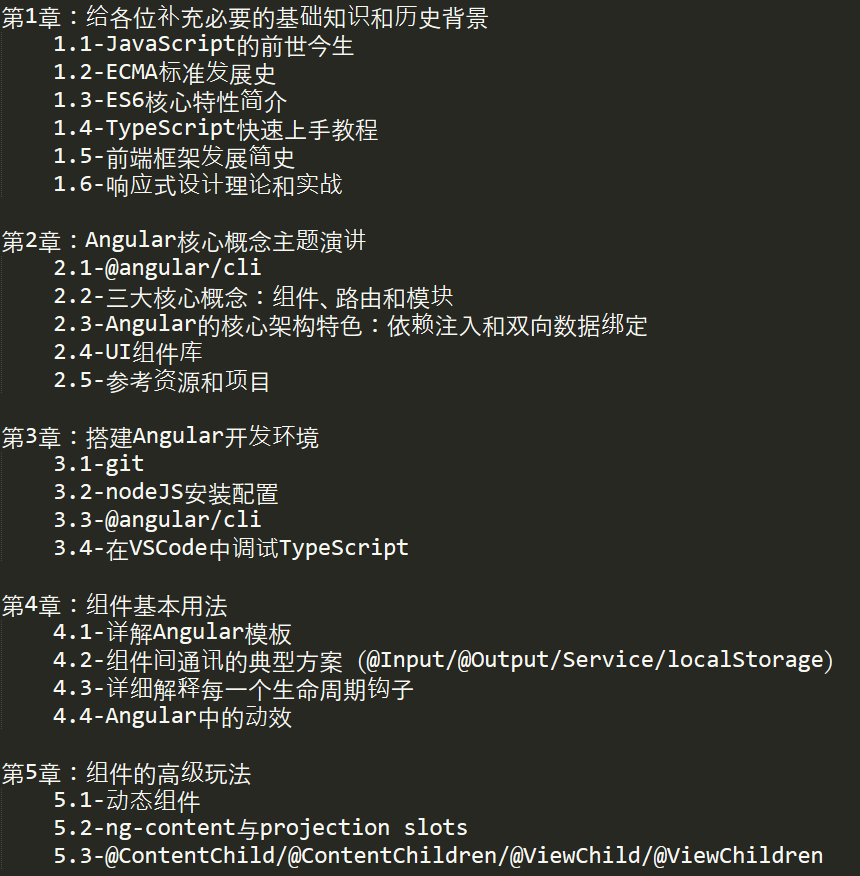 第1章：给各位补充必要的基础知识和历史背景
1.1-JavaScript的前世今生
1.2-ECMA标准发展史
1.3-ES6核心特性简介
1.4-TypeScript快速上手教程
1.5-前端框架发展简史
1.6-响应式设计理论和实战
第2章：Angular核心概念主题演讲
2.1-@angular/cli
2.2-三大核心概念：组件、路由和模块
2.3-Angular的核心架构特色：依赖注入和双向数据绑定
2.4-UI组件库
2.5-参考资源和项目
第3章：搭建Angular开发环境
3.1-git
3.2-nodeJS安装配置
3.3-@angular/cli
3.4-在VSCode中调试TypeScript
第4章：组件基本用法
4.1-详解Angular模板
4.2-组件间通讯的典型方案（@Input/@Output/Service/localStorage）
4.3-详细解释每一个生命周期钩子
4.4-Angular中的动效
第5章：组件的高级玩法
5.1-动态组件
5.2-ng-content与projection slots
5.3-@ContentChild/@ContentChildren/@ViewChild/@ViewChildren